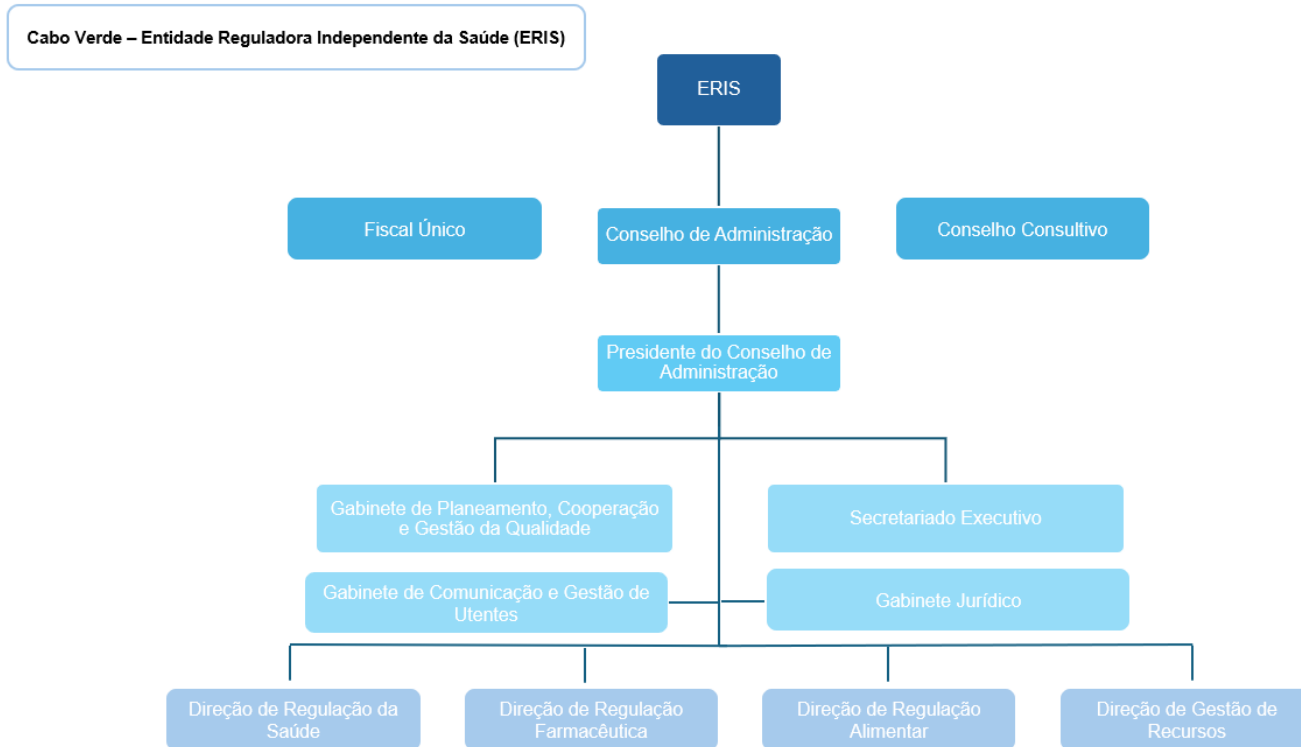 Cabo Verde – Entidade Reguladora Independente da Saúde (ERIS)
ERIS
Fiscal Único
Conselho de Administração
Conselho Consultivo
Presidente do Conselho de
Administração
Gabinete de Planeamento, Cooperação
e Gestão da Qualidade
Secretariado Executivo
Gabinete de Comunicação e Gestão de
Utentes
Gabinete Jurídico
Direção de Regulação da
Saúde
Direção de Regulação
Farmacêutica
Direção de Regulação
Alimentar
Direção de Gestão de
Recursos